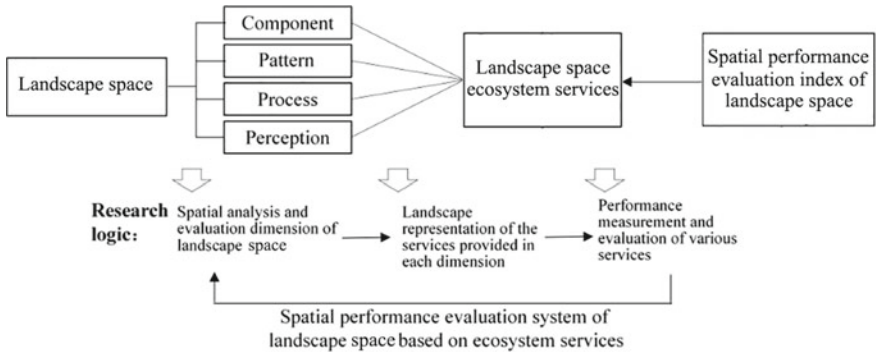 Landscape space
Component
Pattern
Process
Perception
Landscape space
ecosystem services
Spatial performance
evaluation index of
landscape space
Research
logic:
Spatial analysis and
evaluation dimension of
landscape space
Landscape
representation of the
services provided in
each dimension
Performance
measurement and
evaluation of various
services
Spatial performance evaluation system of
landscape space based on ecosystem services